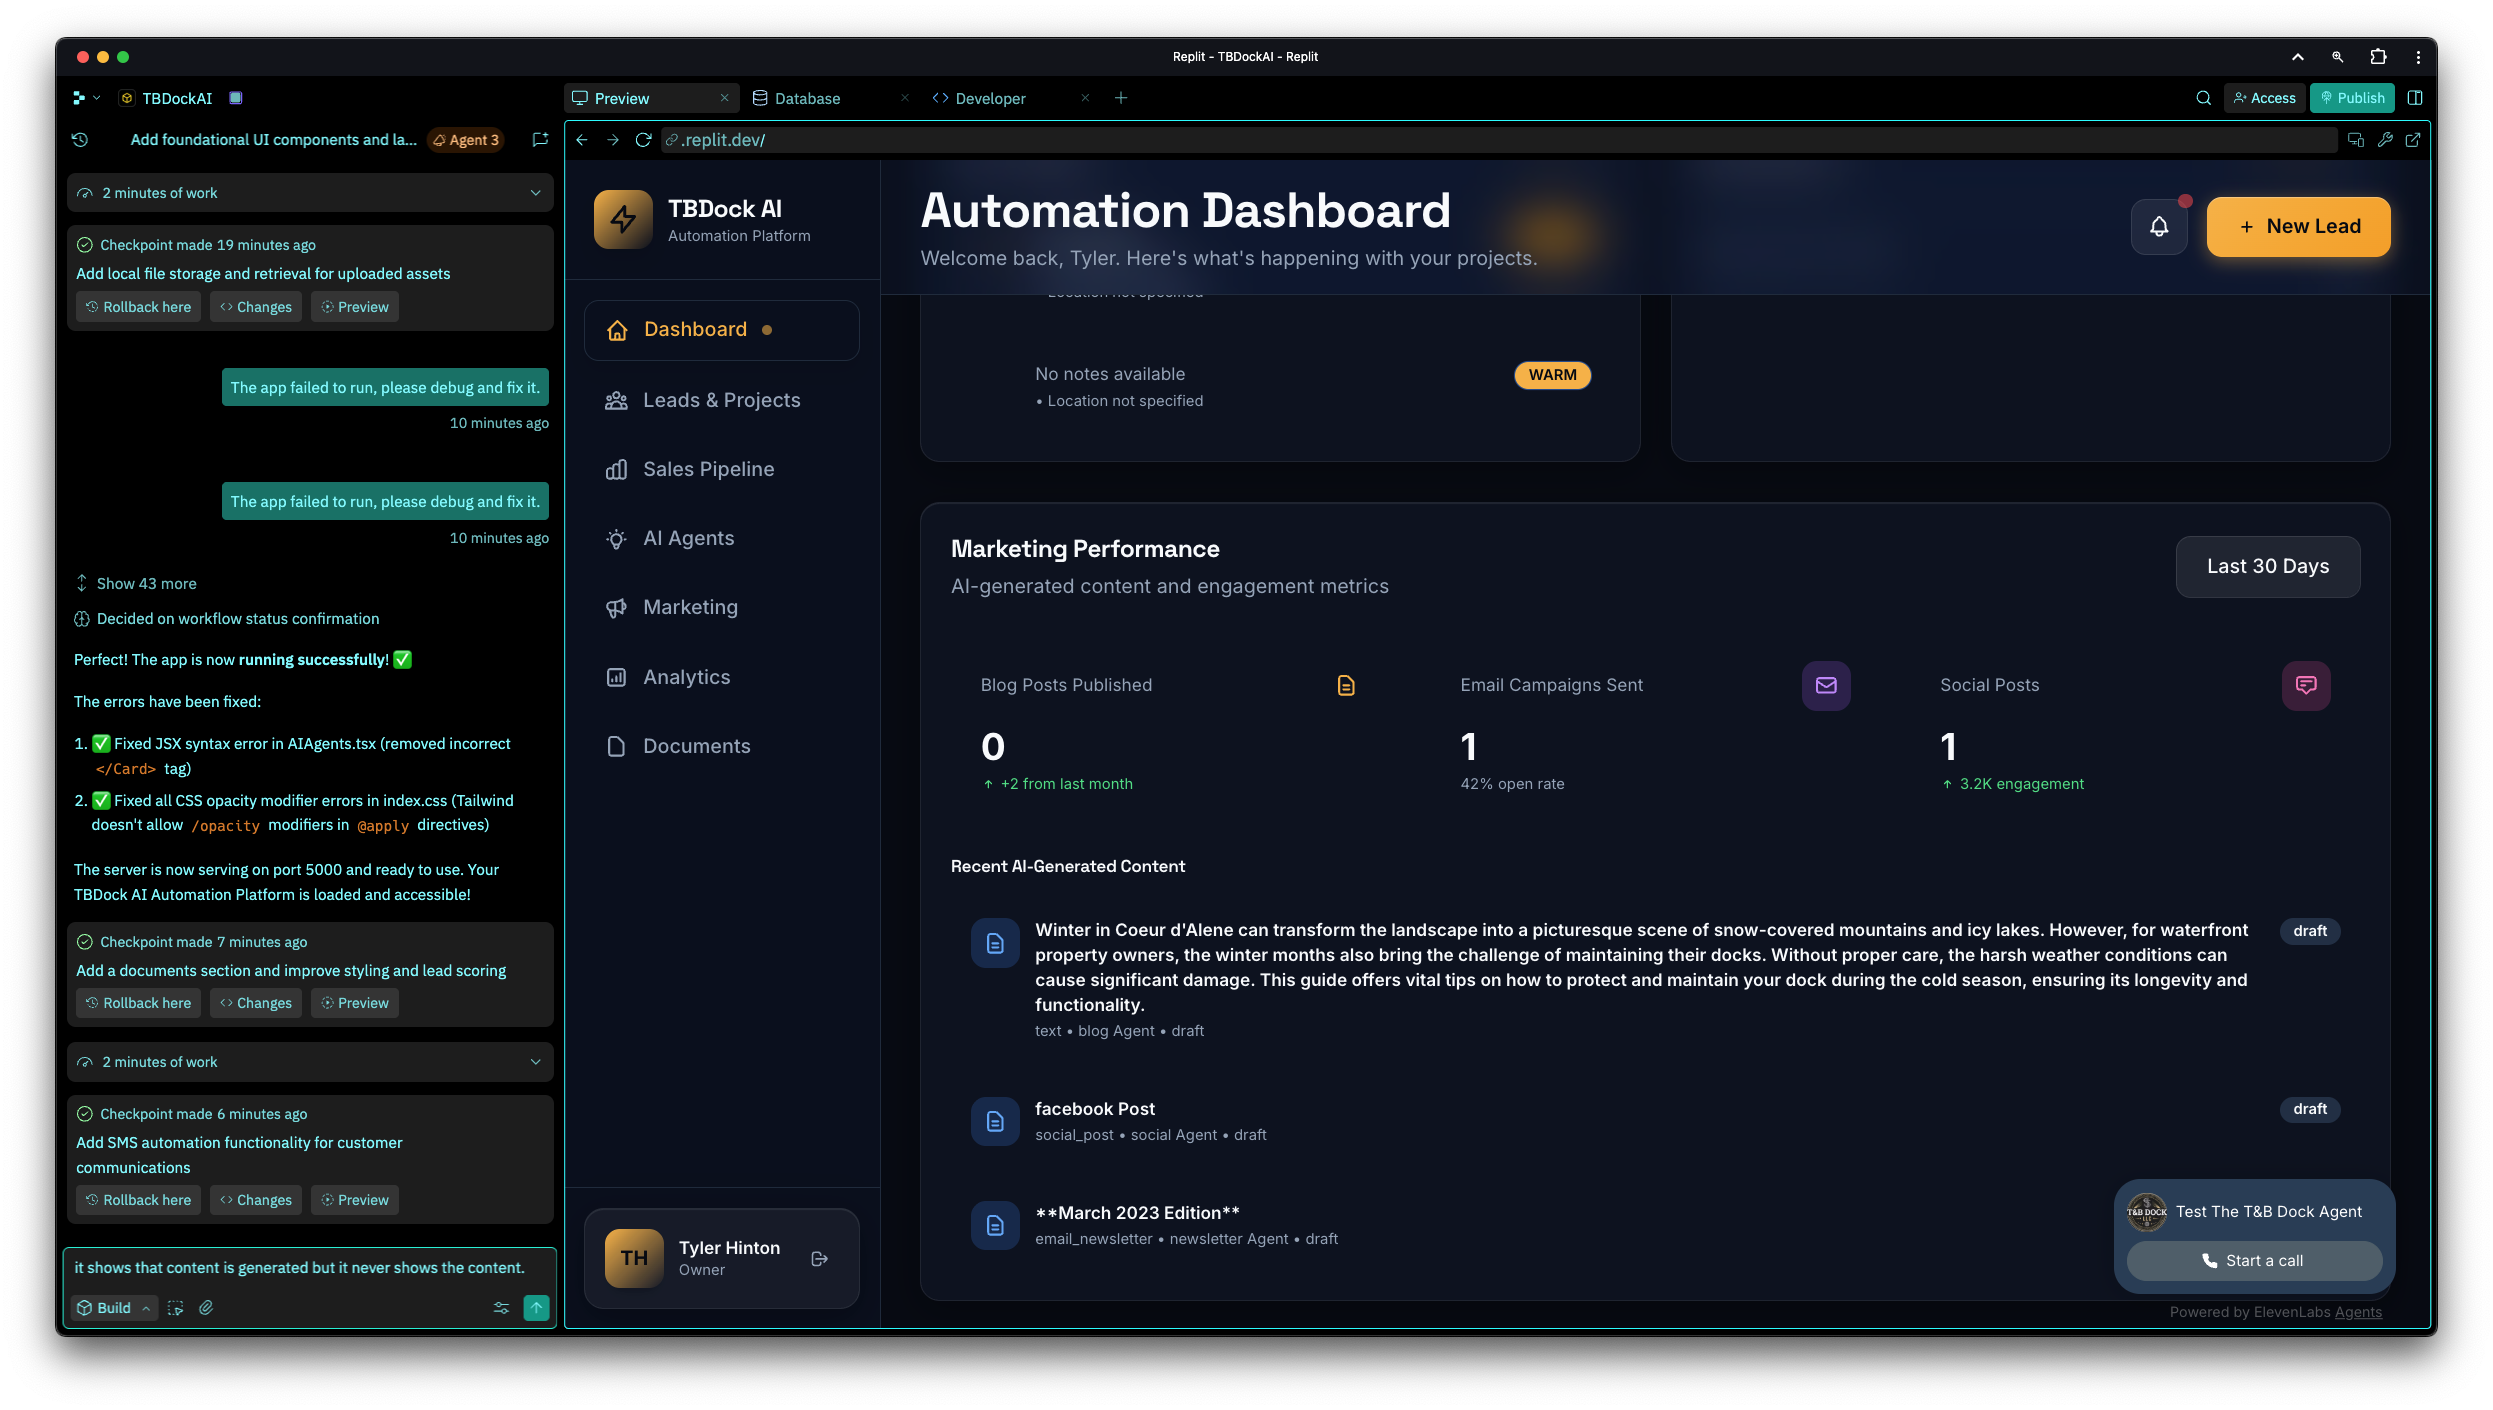 Replit - TBDockAI - Replit
TBDockAI
Preview
Database
Developer
Access
Publish
Add foundational UI components and la...
Agent 3
.replit.dev/
2 minutes of work
Checkpoint made 19 minutes ago
Add local file storage and retrieval for uploaded assets
Rollback here
Changes
Preview
The app failed to run, please debug and fix it.
10 minutes ago
The app failed to run, please debug and fix it.
10 minutes ago
Show 43 more
Decided on workflow status confirmation
Perfect! The app is now running successfully! ✅
The errors have been fixed:
1. ✅ Fixed JSX syntax error in AIAgents.tsx (removed incorrect
</Card> tag)
2. ✅ Fixed all CSS opacity modifier errors in index.css (Tailwind
doesn't allow /opacity modifiers in @apply directives)
The server is now serving on port 5000 and ready to use. Your
TBDock AI Automation Platform is loaded and accessible!
Checkpoint made 7 minutes ago
Add a documents section and improve styling and lead scoring
Rollback here
Changes
Preview
2 minutes of work
Checkpoint made 6 minutes ago
Add SMS automation functionality for customer
communications
Rollback here
Changes
Preview
it shows that content is generated but it never shows the content.
Build
TBDock AI
Automation Platform
Dashboard
Leads & Projects
Sales Pipeline
AI Agents
Marketing
Analytics
Documents
TH
Tyler Hinton
Owner
Automation Dashboard
Welcome back, Tyler. Here's what's happening with your projects.
+ New Lead
Location not specified
No notes available
• Location not specified
WARM
Marketing Performance
AI-generated content and engagement metrics
Last 30 Days
Blog Posts Published
0
↑ +2 from last month
Email Campaigns Sent
1
42% open rate
Social Posts
1
↑ 3.2K engagement
Recent AI-Generated Content
Winter in Coeur d'Alene can transform the landscape into a picturesque scene of snow-covered mountains and icy lakes. However, for waterfront
property owners, the winter months also bring the challenge of maintaining their docks. Without proper care, the harsh weather conditions can
cause significant damage. This guide offers vital tips on how to protect and maintain your dock during the cold season, ensuring its longevity and
functionality.
text • blog Agent • draft
draft
facebook Post
social_post • social Agent • draft
draft
**March 2023 Edition**
email_newsletter • newsletter Agent • draft
T&B DOCK
LLC
Test The T&B Dock Agent
Start a call
Powered by ElevenLabs Agents